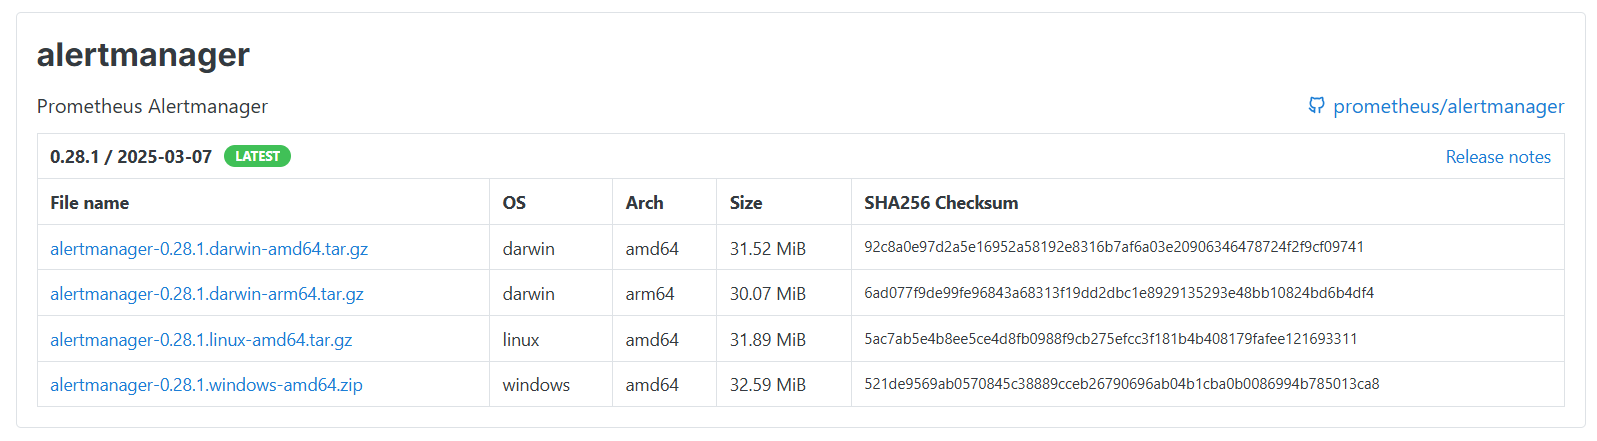 alertmanager
Prometheus Alertmanager
prometheus/alertmanager
0.28.1 / 2025-03-07 LATEST Release notes
File name OS Arch Size SHA256 Checksum
alertmanager-0.28.1.darwin-amd64.tar.gz darwin amd64 31.52 MiB 92c8a0e97d2a5e16952a58192e8316b7af6a03e20906346478724f2f9cf09741
alertmanager-0.28.1.darwin-arm64.tar.gz darwin arm64 30.07 MiB 6ad077f9de99fe96843a68313f19dd2dbc1e8929135293e48bb10824bd6b4df4
alertmanager-0.28.1.linux-amd64.tar.gz linux amd64 31.89 MiB 5ac7ab5e4b8ee5ce4d8fb0988f9cb275efcc3f181b4b408179fafee121693311
alertmanager-0.28.1.windows-amd64.zip windows amd64 32.59 MiB 521de9569ab0570845c38889cceb26790696ab04b1cba0b0086994b785013ca8